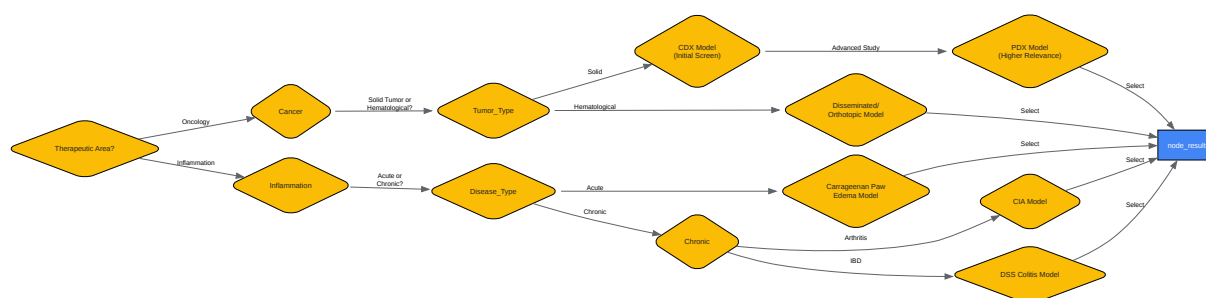 Therapeutic Area?
Oncology
Inflammation
Cancer
Inflammation
Solid Tumor or
Hematological?
Acute or
Chronic?
Tumor_Type
Disease_Type
Solid
Hematological
Acute
Chronic
CDX Model
(Initial Screen)
Advanced Study
PDX Model
(Higher Relevance)
Disseminated/
Orthotopic Model
Carrageenan Paw
Edema Model
Chronic
Arthritis
IBD
CIA Model
DSS Colitis Model
Select
Select
Select
Select
Select
node_result